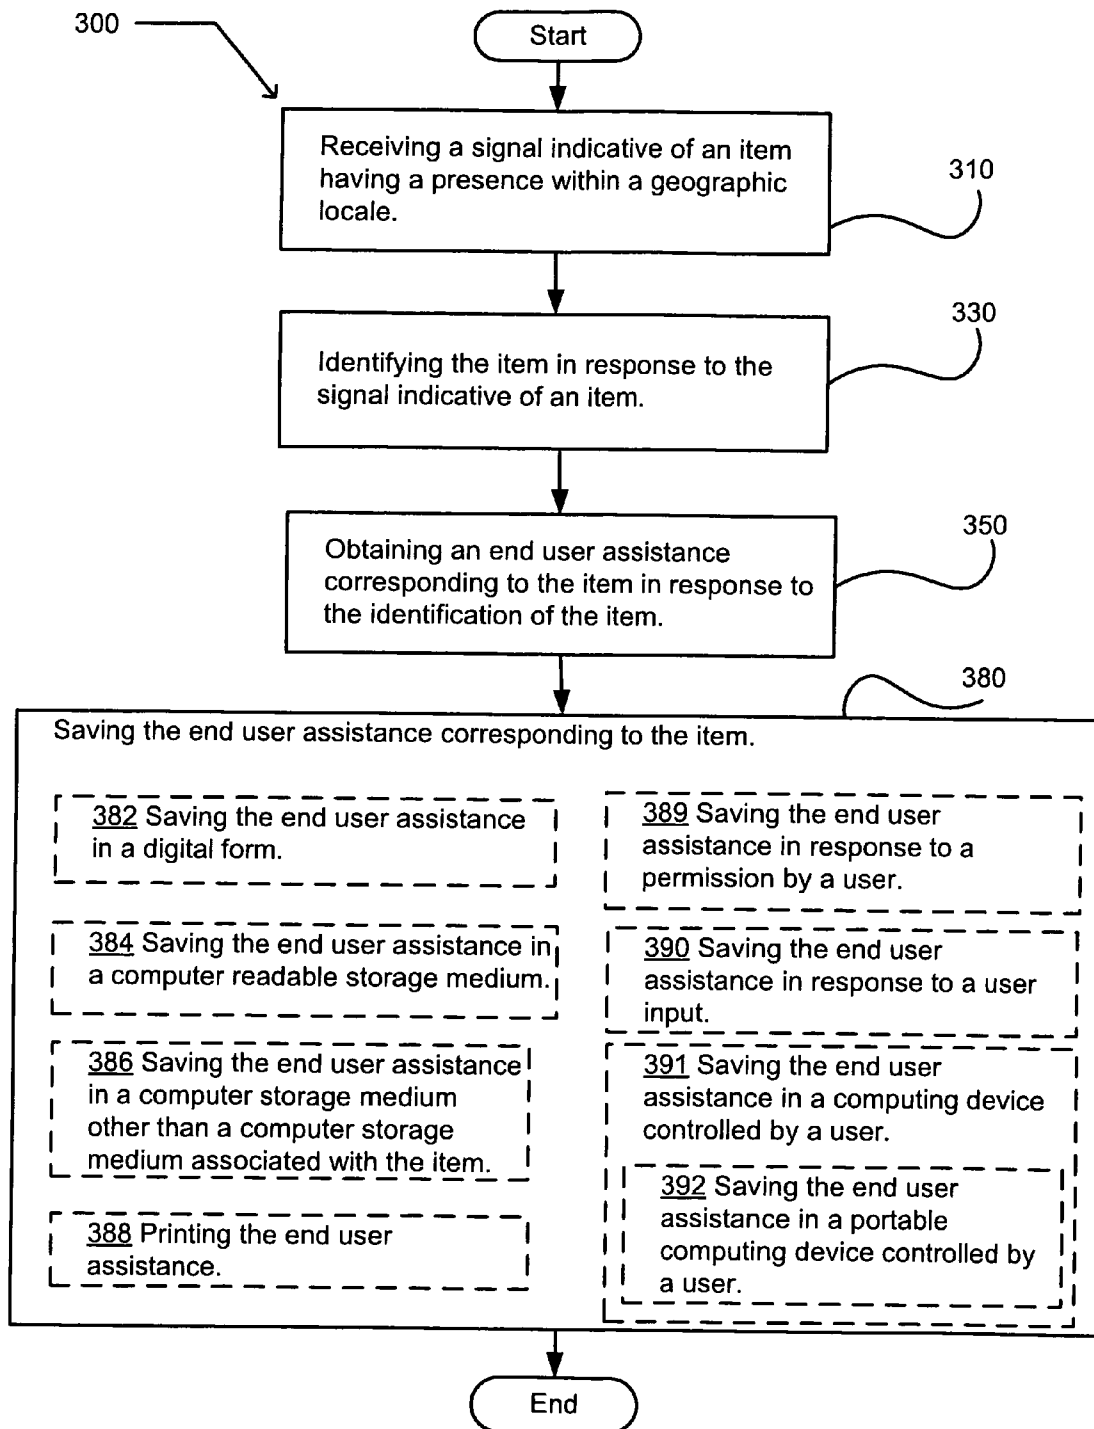 300
Start
Receiving a signal indicative of an item
having a presence within a geographic
locale.
310
Identifying the item in response to the
signal indicative of an item.
330
Obtaining an end user assistance
corresponding to the item in response to
the identification of the item.
350
380
Saving the end user assistance corresponding to the item.
382 Saving the end user assistance
in a digital form.
384 Saving the end user assistance in
a computer readable storage medium.
386 Saving the end user assistance
in a computer storage medium
other than a computer storage
medium associated with the item.
388 Printing the end user
assistance.
389 Saving the end user
assistance in response to a
permission by a user.
390 Saving the end user
assistance in response to a user
input.
391 Saving the end user
assistance in a computing device
controlled by a user.
392 Saving the end user
assistance in a portable
computing device controlled by
a user.
End